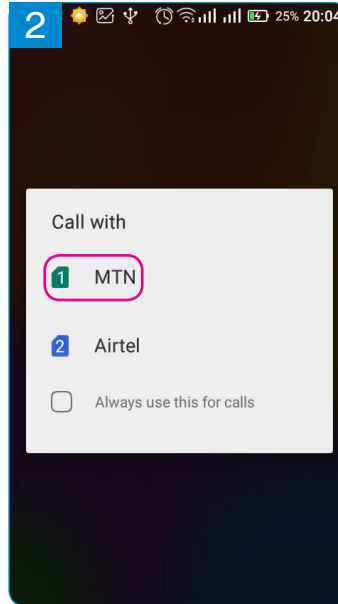 2
25% 20:04
Call with
1 MTN
2 Airtel
Always use this for calls